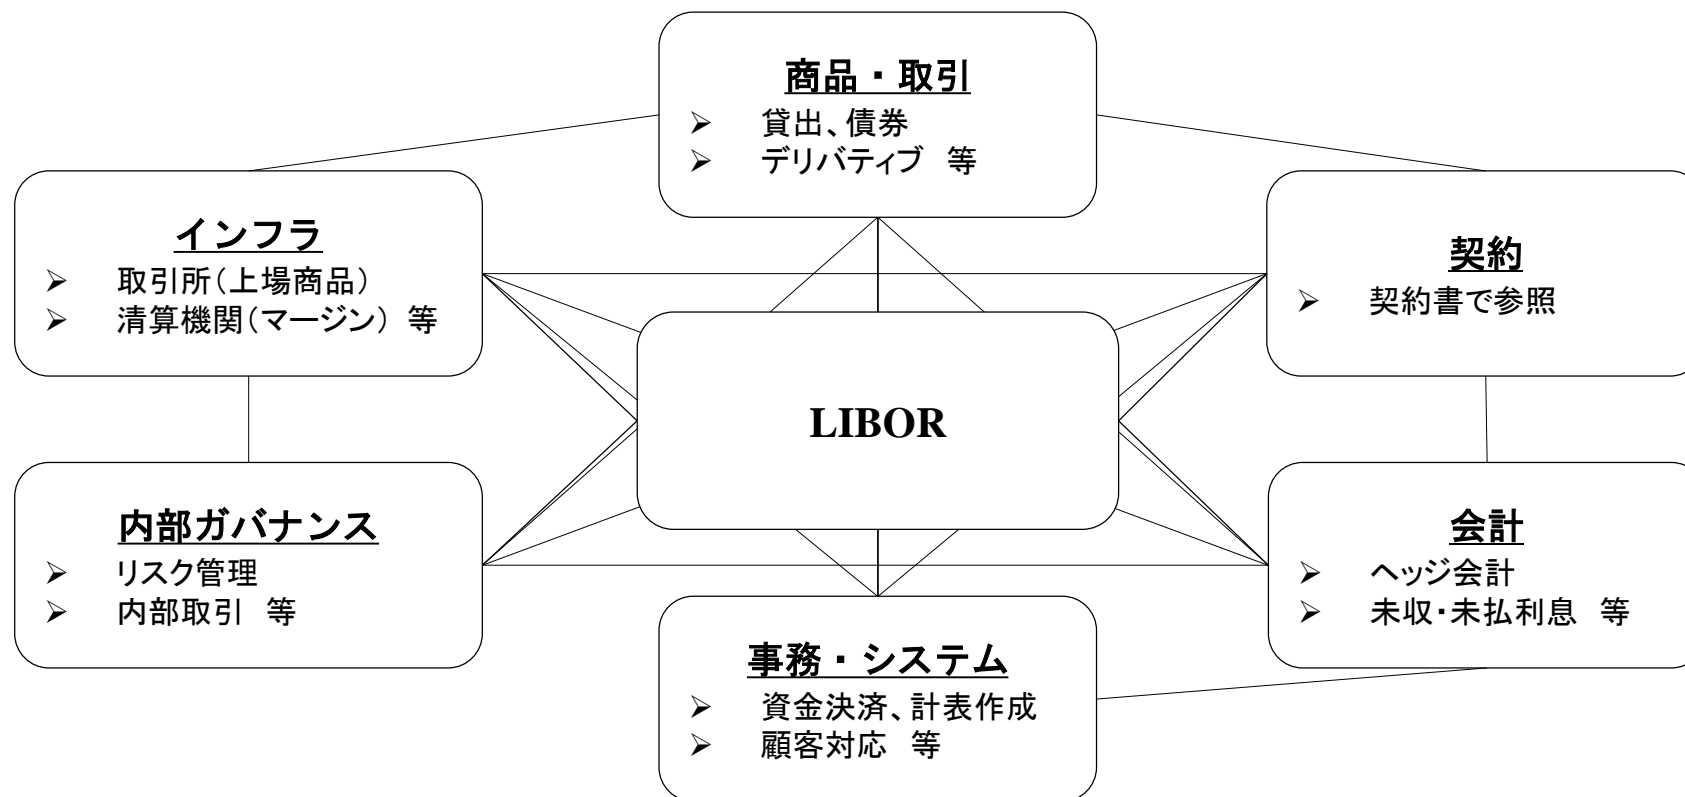 商品・取引
➢ 貸出、債券
➢ デリバティブ 等
インフラ
➢ 取引所(上場商品)
➢ 清算機関(マージン) 等
契約
➢ 契約書で参照
LIBOR
内部ガバナンス
➢ リスク管理
➢ 内部取引 等
会計
➢ ヘッジ会計
➢ 未収・未払利息 等
事務・システム
➢ 資金決済、計表作成
➢ 顧客対応 等